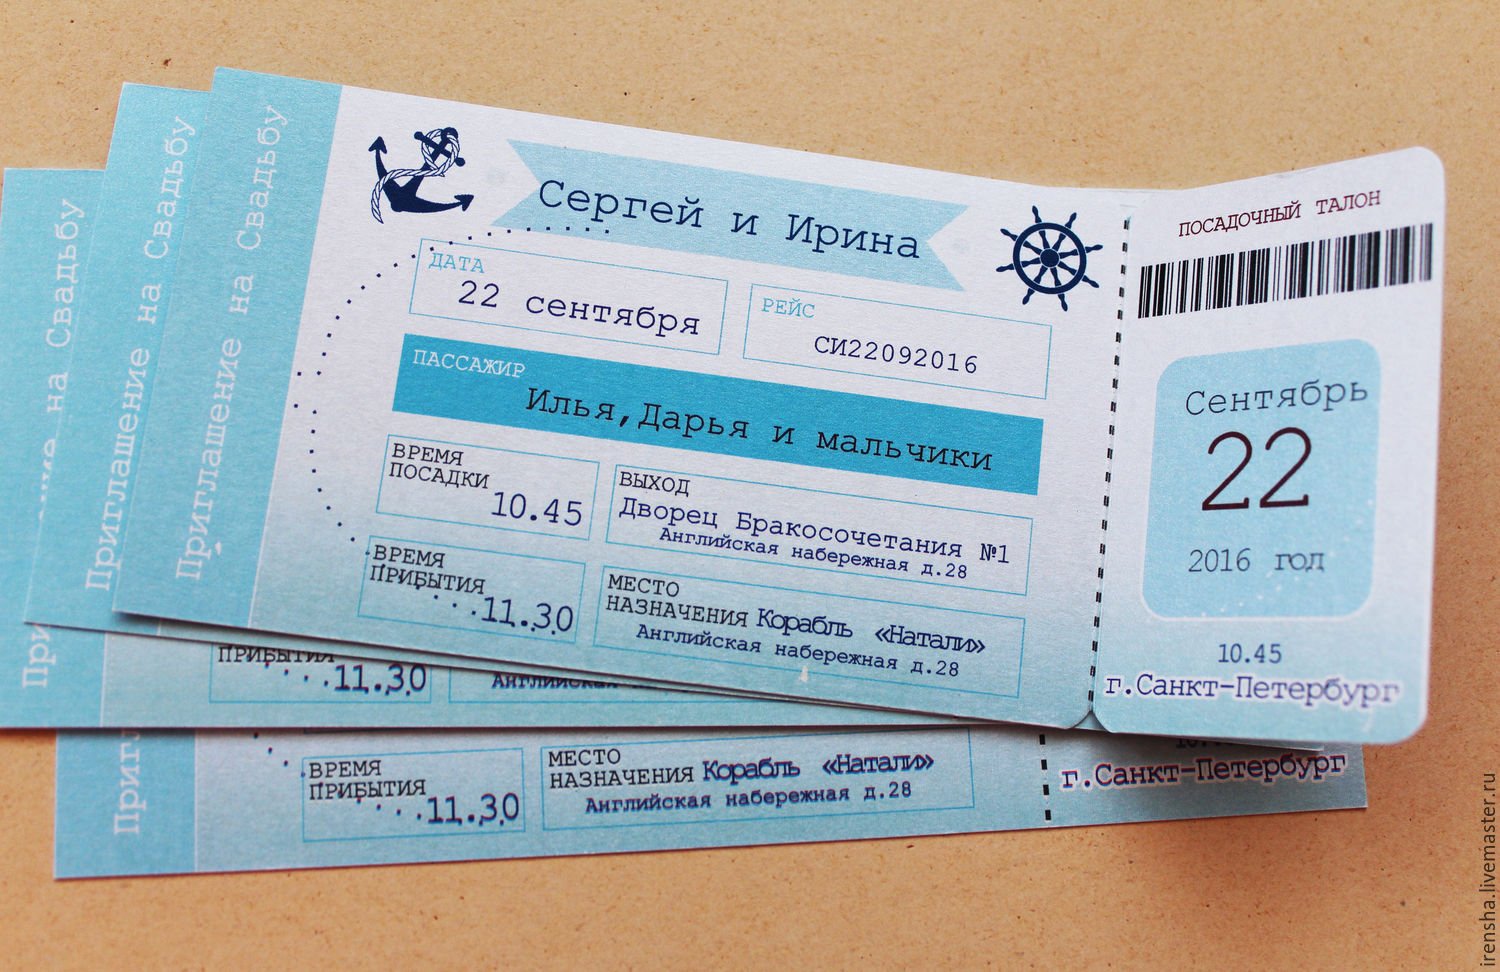 Приглашение на Свадьбу
Сергей и Ирина
ДАТА
22 сентября
РЕЙС
СИ22092016
ПАССАЖИР
Илья, Дарья и мальчики
ВРЕМЯ
ПОСАДКИ
10.45
ВЫХОД
Дворец Бракосочетания №1
Английская набережная д.28
ВРЕМЯ
ПРИБЫТИЯ
11.30
МЕСТО
НАЗНАЧЕНИЯ Корабль «Натали»
Английская набережная д.28
ПОСАДОЧНЫЙ ТАЛОН
Сентябрь
22
2016 год
10.45
г.Санкт-Петербург
Приглашение на Свадьбу
на Свадьбу
ПРИБЫТИЯ
11.30
Английская
ВРЕМЯ
ПРИБЫТИЯ
11.30
МЕСТО
НАЗНАЧЕНИЯ Корабль «Натали»
Английская набережная д.28
г.Санкт-Петербург
irensha.livemaster.ru